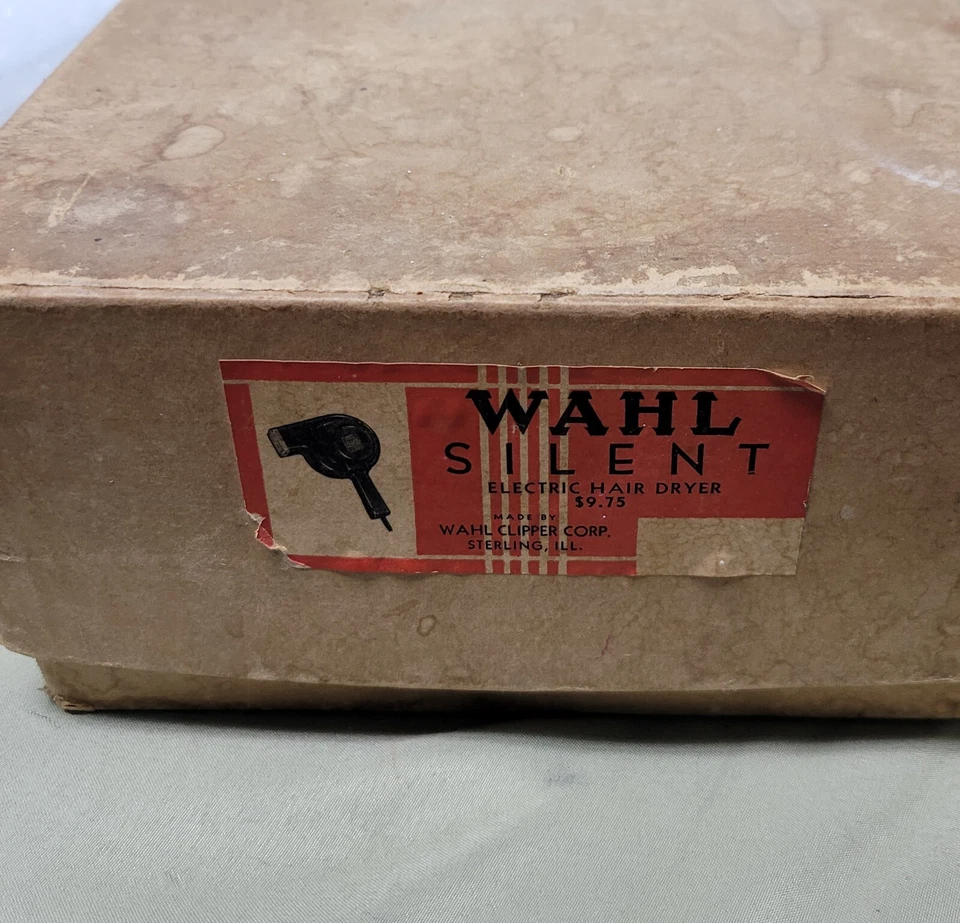 WAHL
SILENT
ELECTRIC HAIR DRYER
$9.75
MADE BY
WAHL CLIPPER CORP.
STERLING, ILL.